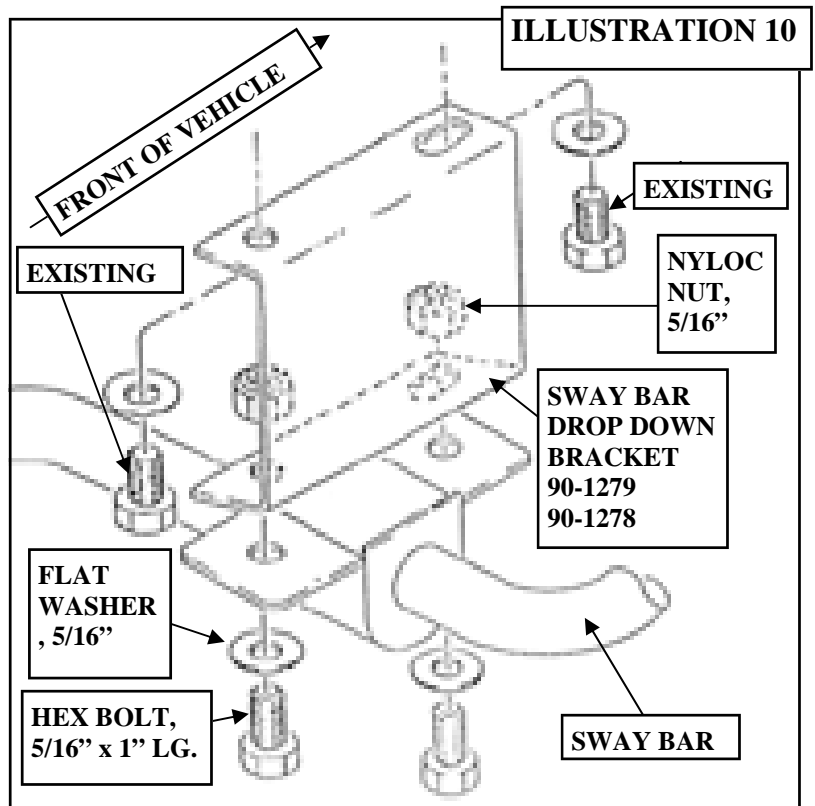 ILLUSTRATION 10
FRONT OF VEHICLE
EXISTING
EXISTING
NYLOC
NUT,
5/16”
SWAY BAR
DROP DOWN
BRACKET
90-1279
90-1278
FLAT
WASHER
, 5/16”
HEX BOLT,
5/16” x 1” LG.
SWAY BAR